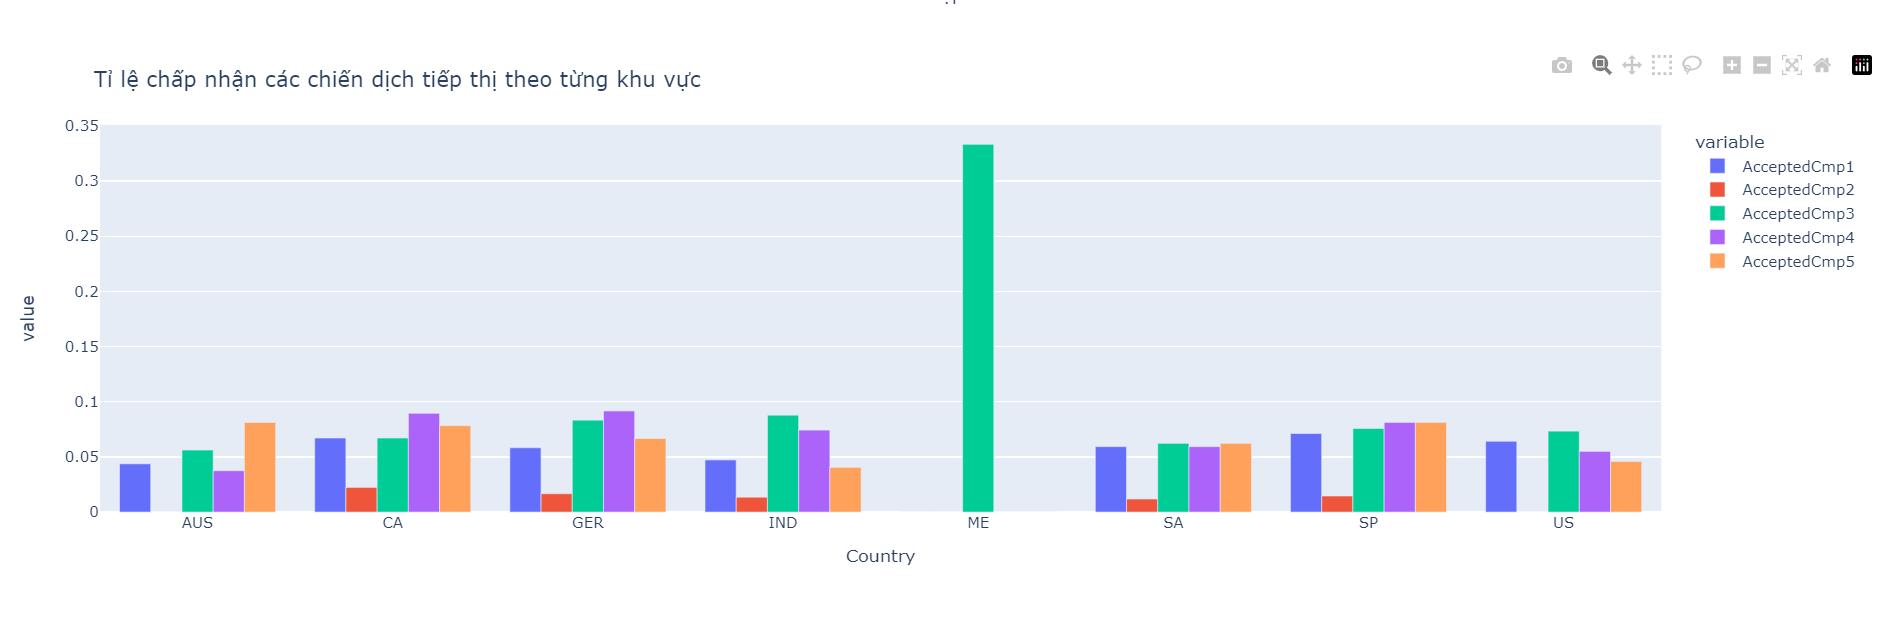 Tỉ lệ chấp nhận các chiến dịch tiếp thị theo từng khu vực
0.35
0.3
0.25
0.2
0.15
0.1
0.05
0
value
AUS CA GER IND ME SA SP US
Country
variable
AcceptedCmp1
AcceptedCmp2
AcceptedCmp3
AcceptedCmp4
AcceptedCmp5